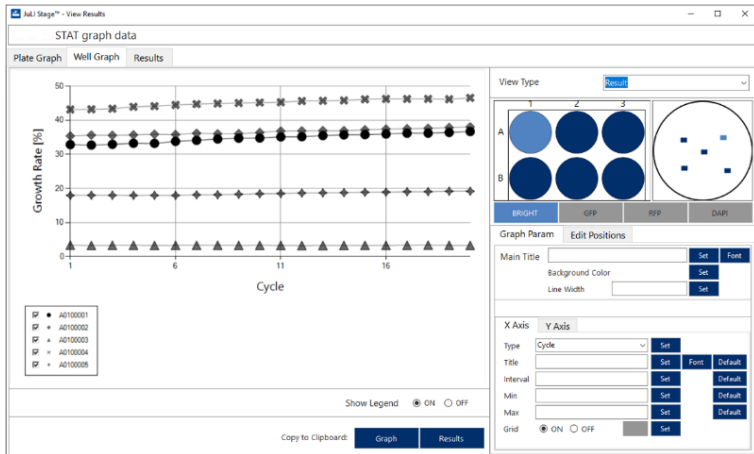 JuLI Stage™ - View Results
STAT graph data
Plate Graph Well Graph Results
50
40
30
20
10
0
Growth Rate [%]
1 6 11 16
Cycle
A0100001
A0100002
A0100003
A0100004
A0100005
Show Legend ON OFF
Copy to Clipboard: Graph Results
View Type Result
1 2 3
A
B
BRIGHT GFP RFP DAPI
Graph Param Edit Positions
Main Title Set Font
Background Color Set
Line Width Set
X Axis Y Axis
Type Cycle Set
Title Set Font Default
Interval Set Default
Min Set Default
Max Set Default
Grid ON OFF Set